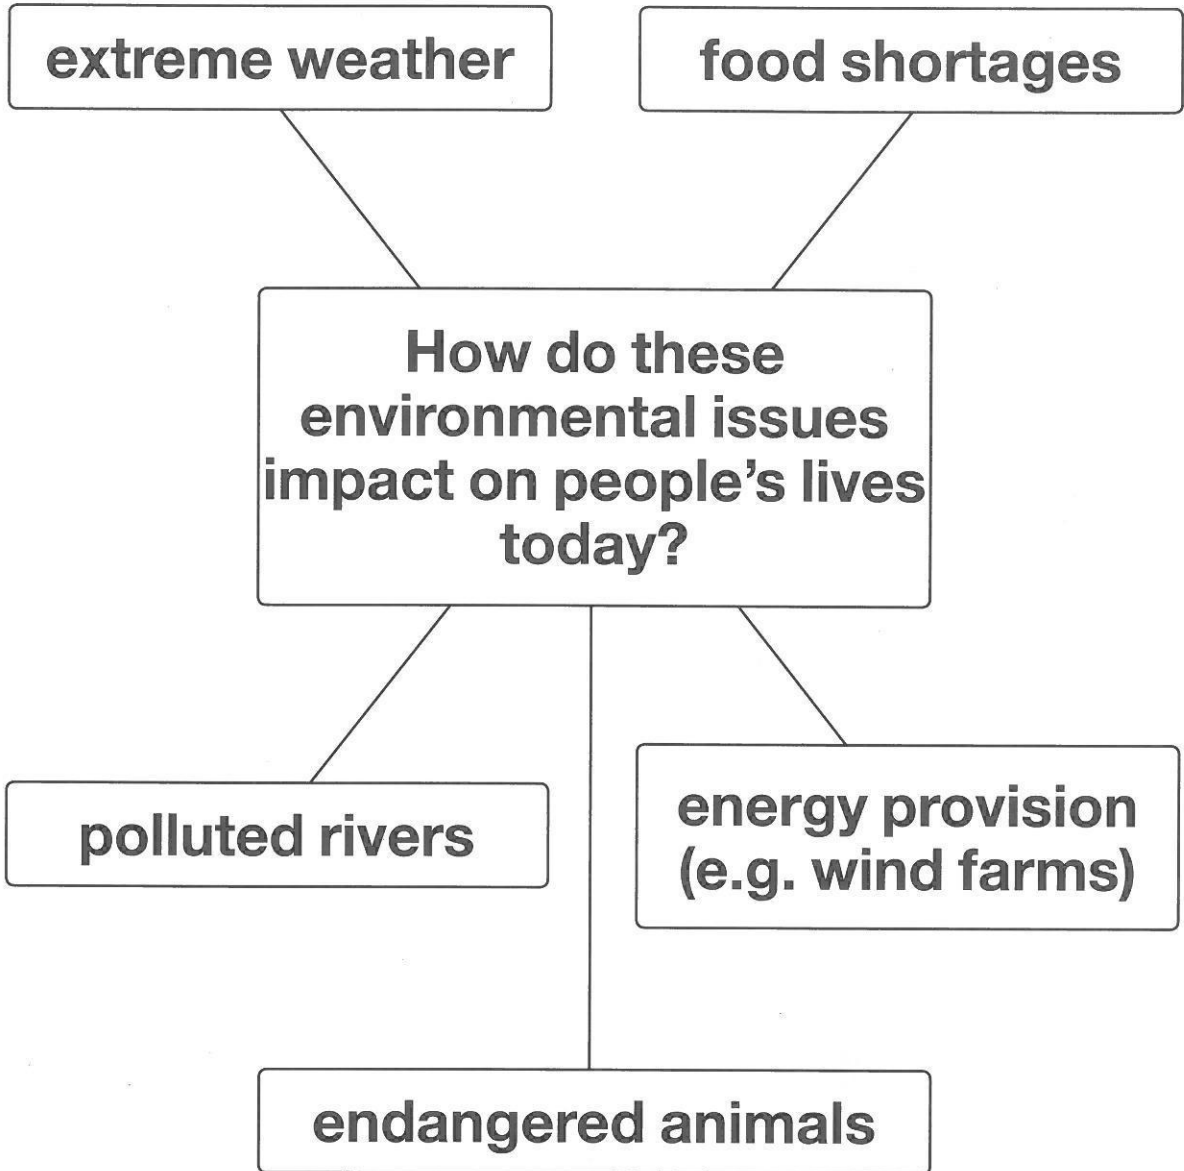 extreme weather
food shortages
How do these
environmental issues
impact on people's lives
today?
polluted rivers
energy provision
(e.g. wind farms)
endangered animals